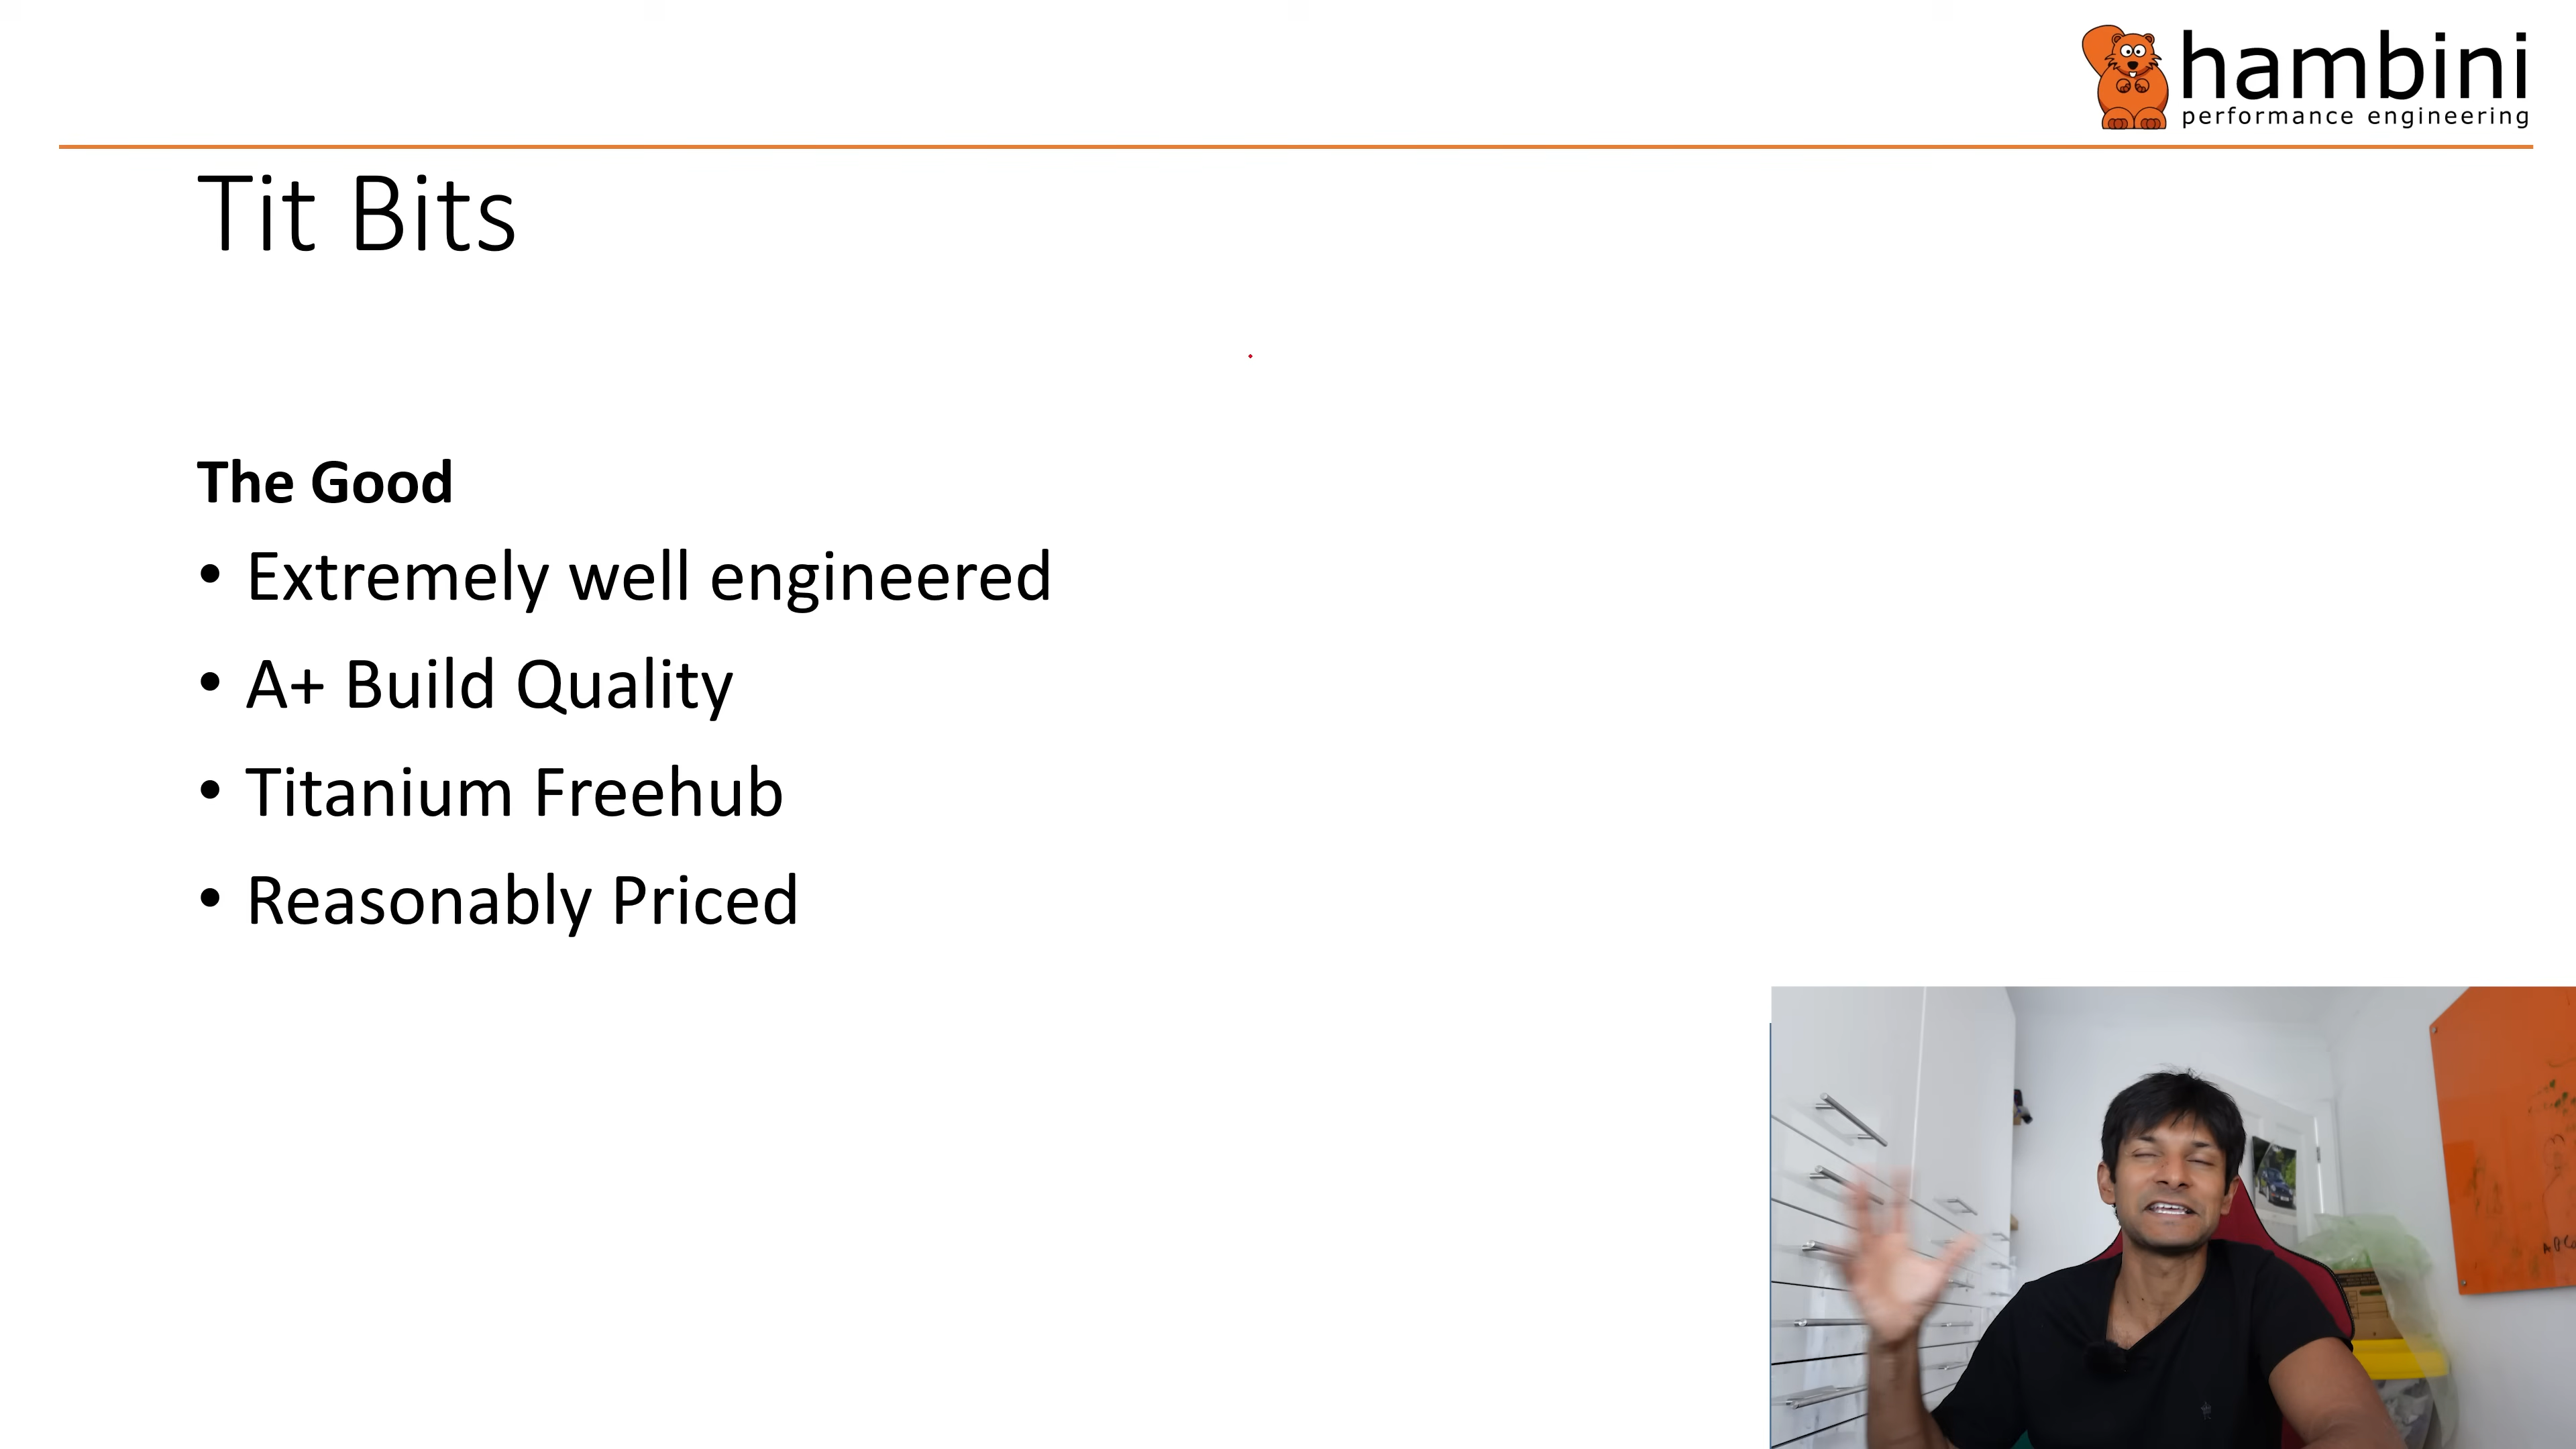 hambini
performance engineering
Tit Bits
The Good
• Extremely well engineered
• A+ Build Quality
• Titanium Freehub
• Reasonably Priced